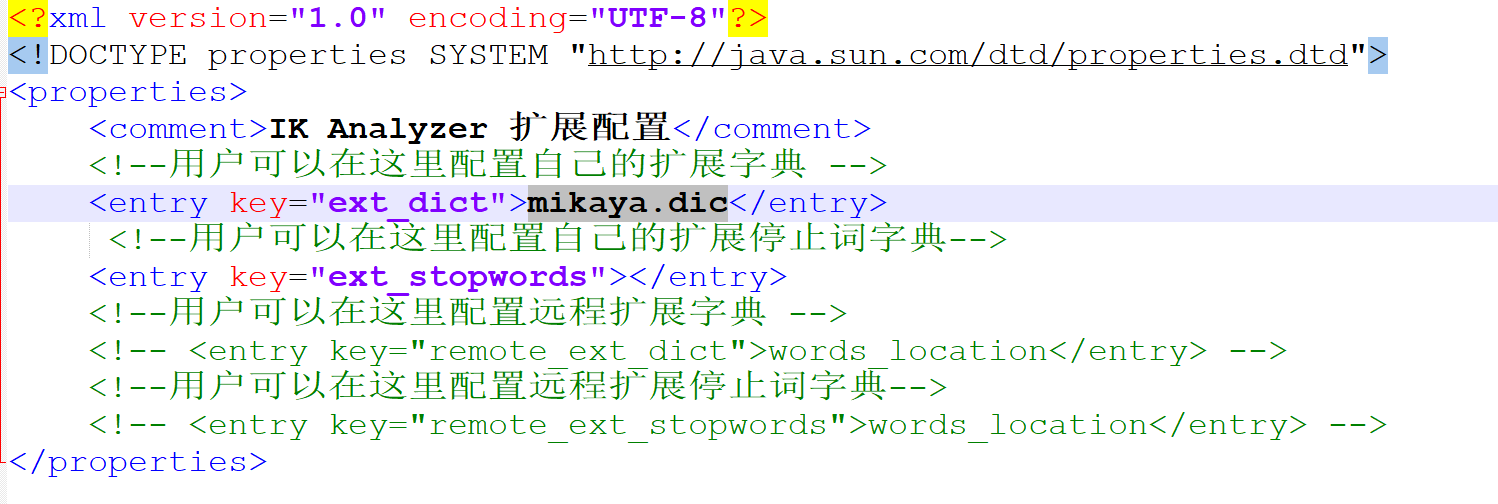 <?xml version="1.0" encoding="UTF-8"?>
<!DOCTYPE properties SYSTEM "http://java.sun.com/dtd/properties.dtd">
<properties>
    <comment>IK Analyzer 扩展配置</comment>
    <!--用户可以在这里配置自己的扩展字典 -->
    <entry key="ext_dict">mikaya.dic</entry>
     <!--用户可以在这里配置自己的扩展停止词字典-->
    <entry key="ext_stopwords"></entry>
    <!--用户可以在这里配置远程扩展字典 -->
    <!-- <entry key="remote_ext_dict">words_location</entry> -->
    <!--用户可以在这里配置远程扩展停止词字典-->
    <!-- <entry key="remote_ext_stopwords">words_location</entry> -->
</properties>